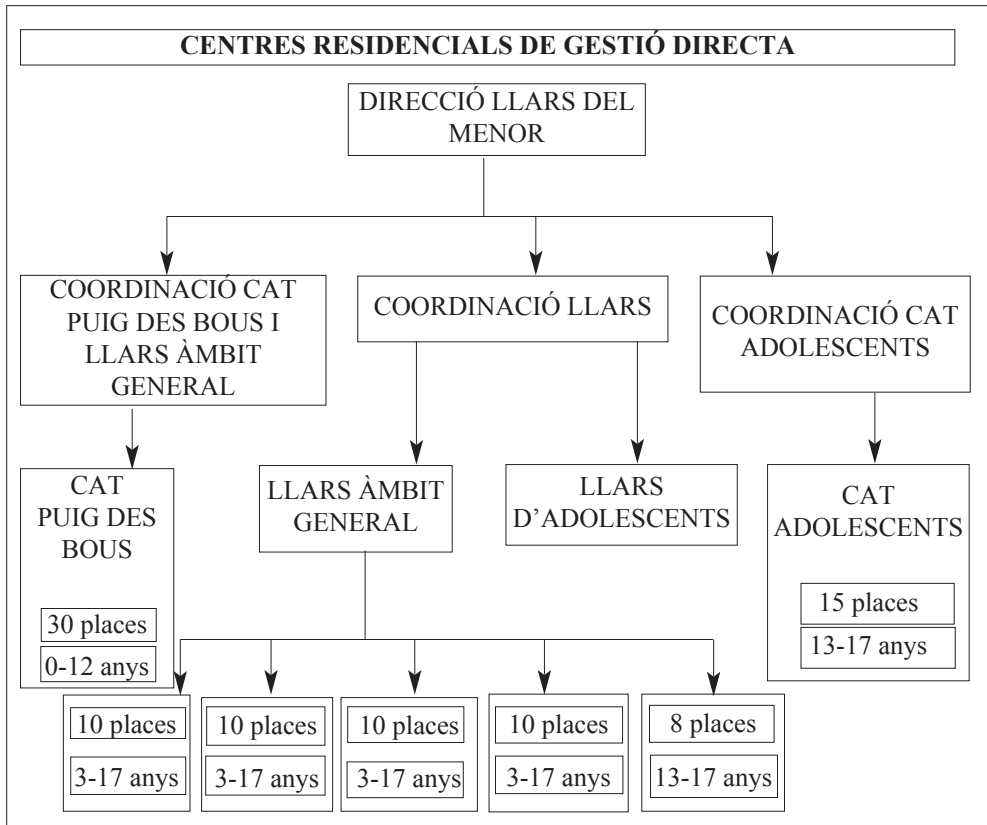 CENTRES RESIDENCIALS DE GESTIÓ DIRECTA
DIRECCIÓ LLARS DEL
MENOR
COORDINACIÓ CAT
PUIG DES BOUS I
LLARS ÀMBIT
GENERAL
COORDINACIÓ LLARS
COORDINACIÓ CAT
ADOLESCENTS
CAT
PUIG DES
BOUS
30 places
0-12 anys
LLARS ÀMBIT
GENERAL
LLARS
D’ADOLESCENTS
CAT
ADOLESCENTS
15 places
13-17 anys
10 places
3-17 anys
10 places
3-17 anys
10 places
3-17 anys
10 places
3-17 anys
8 places
13-17 anys